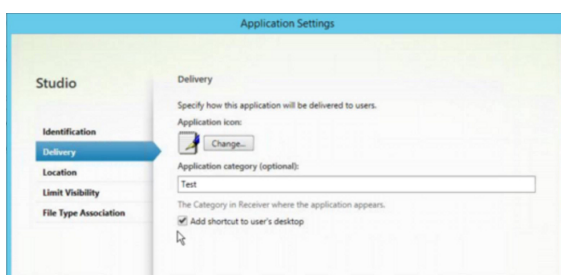 Application Settings
Studio
Identification
Delivery
Location
Limit Visibility
File Type Association
Delivery
Specify how this application will be delivered to users.
Application icon:
Change...
Application category (optional):
Test
The Category in Receiver where the application appears.
Add shortcut to user's desktop